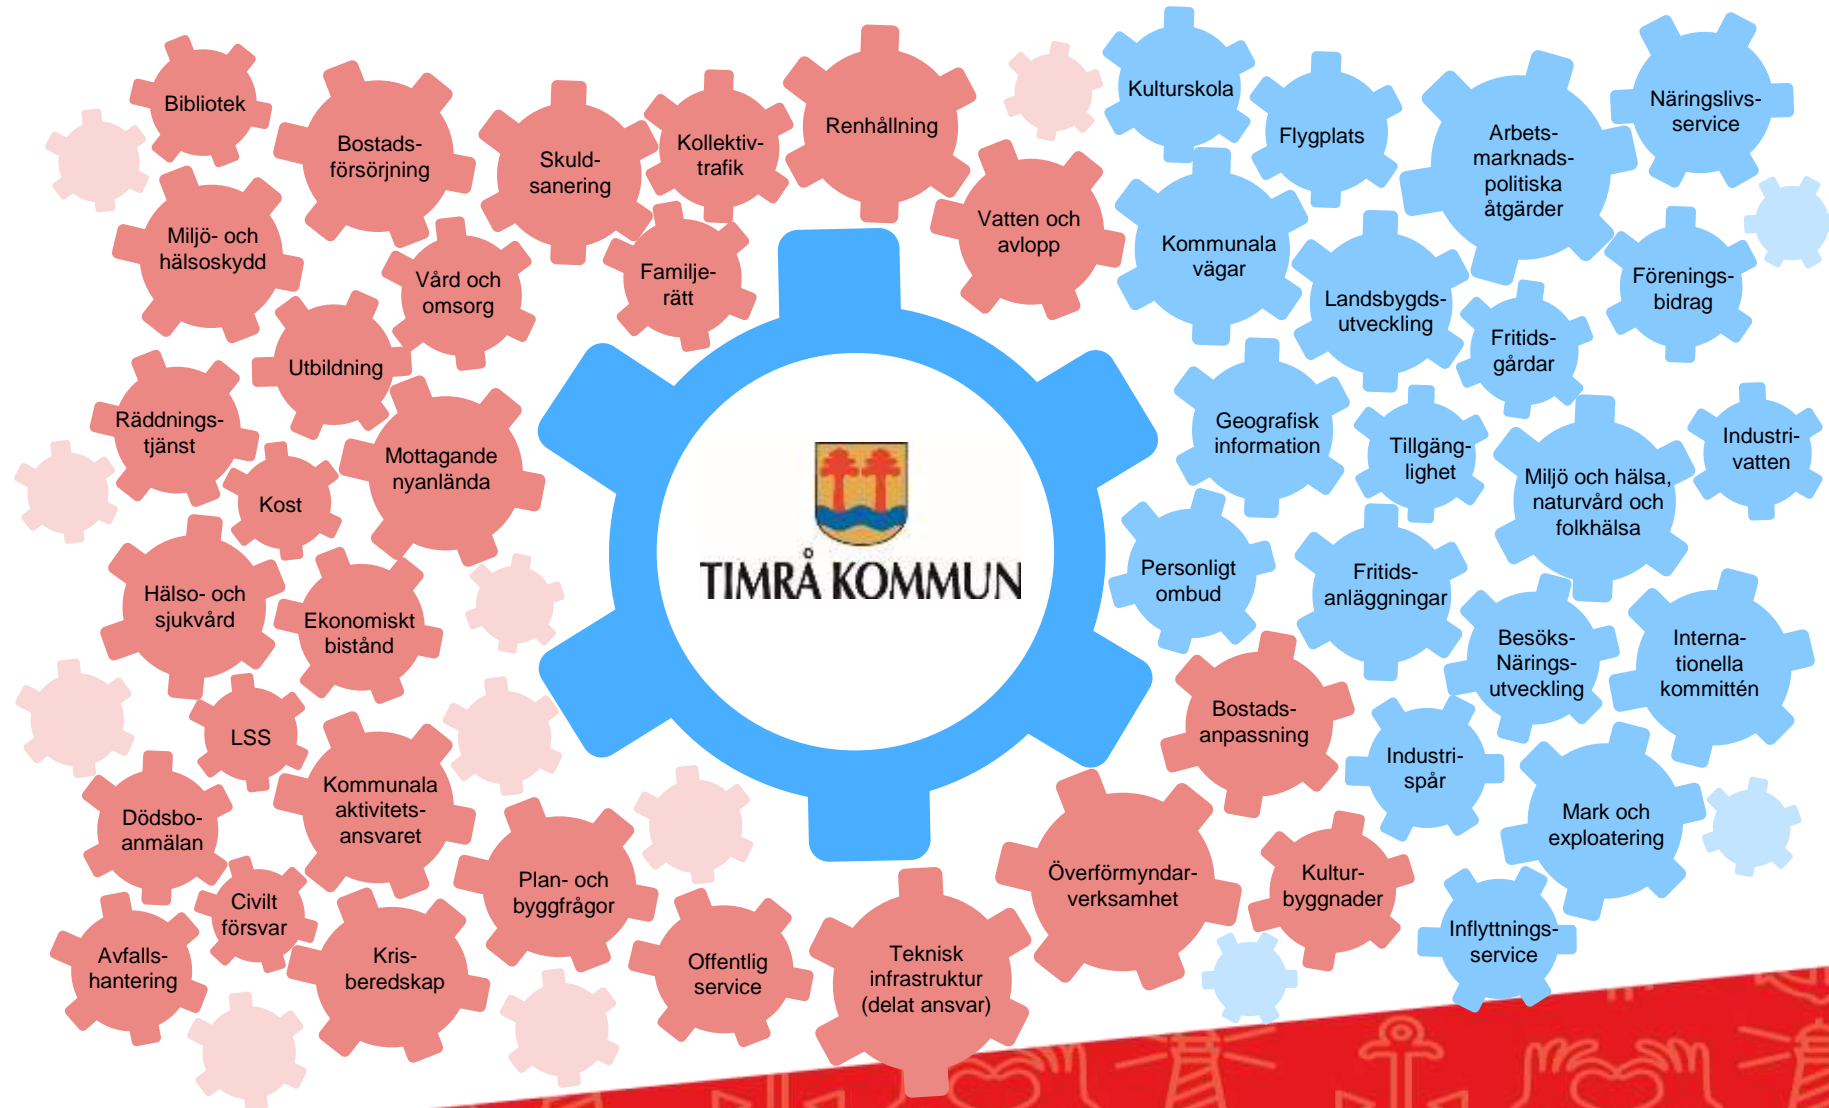 Bibliotek
Bostads-
försörjning
Skuld-
sanering
Kollektiv-
trafik
Renhållning
Kulturskola
Flygplats
Arbets-
marknads-
politiska
åtgärder
Näringslivs-
service
Miljö- och
hälsoskydd
Vård och
omsorg
Familje-
rätt
Vatten och
avlopp
Kommunala
vägar
Landsbygds-
utveckling
Förenings-
bidrag
Utbildning
Fritids-
gårdar
Räddnings-
tjänst
Mottagande
nyanlända
Geografisk
information
Tillgäng-
lighet
Industri-
vatten
Kost
Miljö och hälsa,
naturvård och
folkhälsa
TIMRÅ KOMMUN
Hälso- och
sjukvård
Ekonomiskt
bistånd
Personligt
ombud
Fritids-
anläggningar
Besöks-
Närings-
utveckling
Interna-
tionella
kommittén
LSS
Bostads-
anpassning
Industri-
spår
Dödsbo-
anmälan
Kommunala
aktivitets-
ansvaret
Mark och
exploatering
Plan- och
byggfrågor
Överförmyndar-
verksamhet
Kultur-
byggnader
Civilt
försvar
Inflyttnings-
service
Avfalls-
hantering
Kris-
beredskap
Offentlig
service
Teknisk
infrastruktur
(delat ansvar)